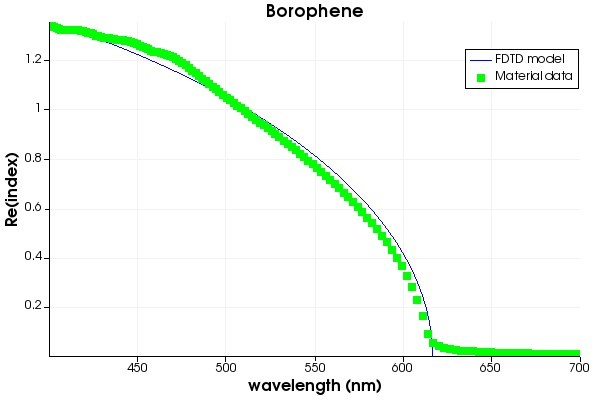 Borophene
Re(index)
1.2
1
0.8
0.6
0.4
0.2
FDTD model
Material data
450
500
550
600
650
700
wavelength (nm)